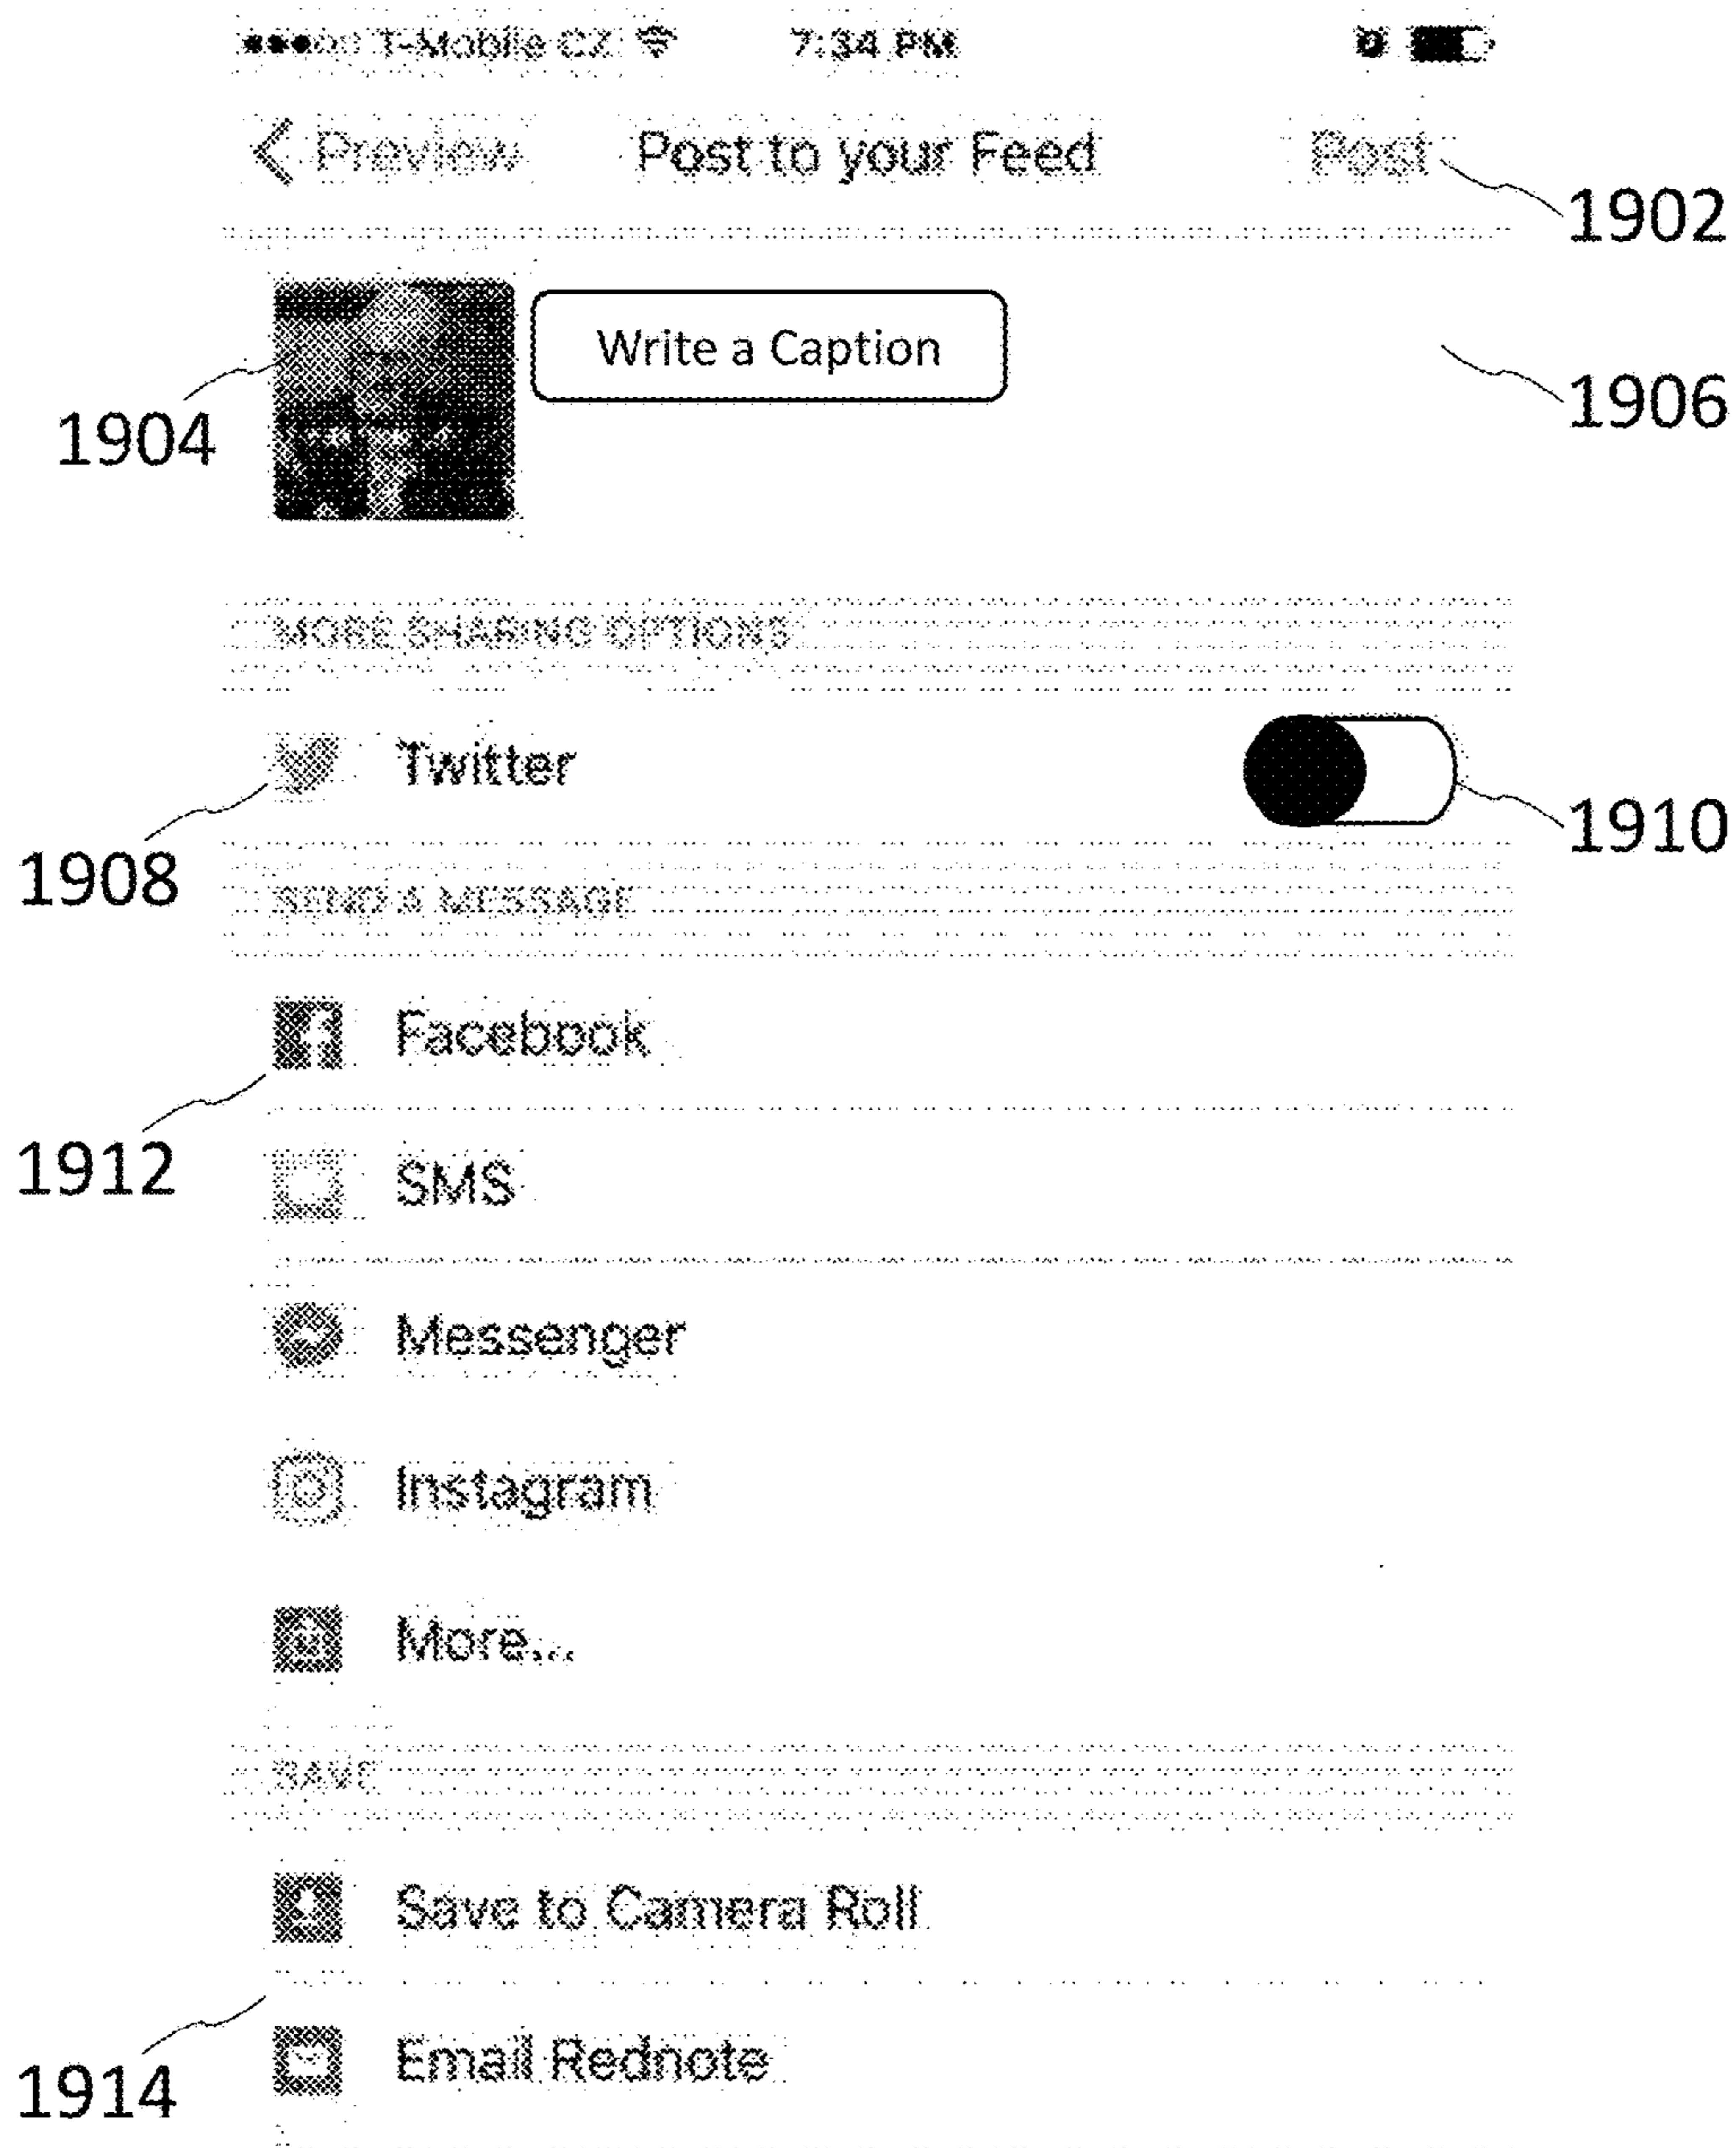 T-Mobile CZ 7:34 PM
Preview Post to your Feed Post
1902
Write a Caption
1906
1904
MORE SHARING OPTIONS
Twitter
1910
1908
SEND A MESSAGE
Facebook
1912
SMS
Messenger
Instagram
More...
SAVE
Save to Camera Roll
1914
Email Rednote